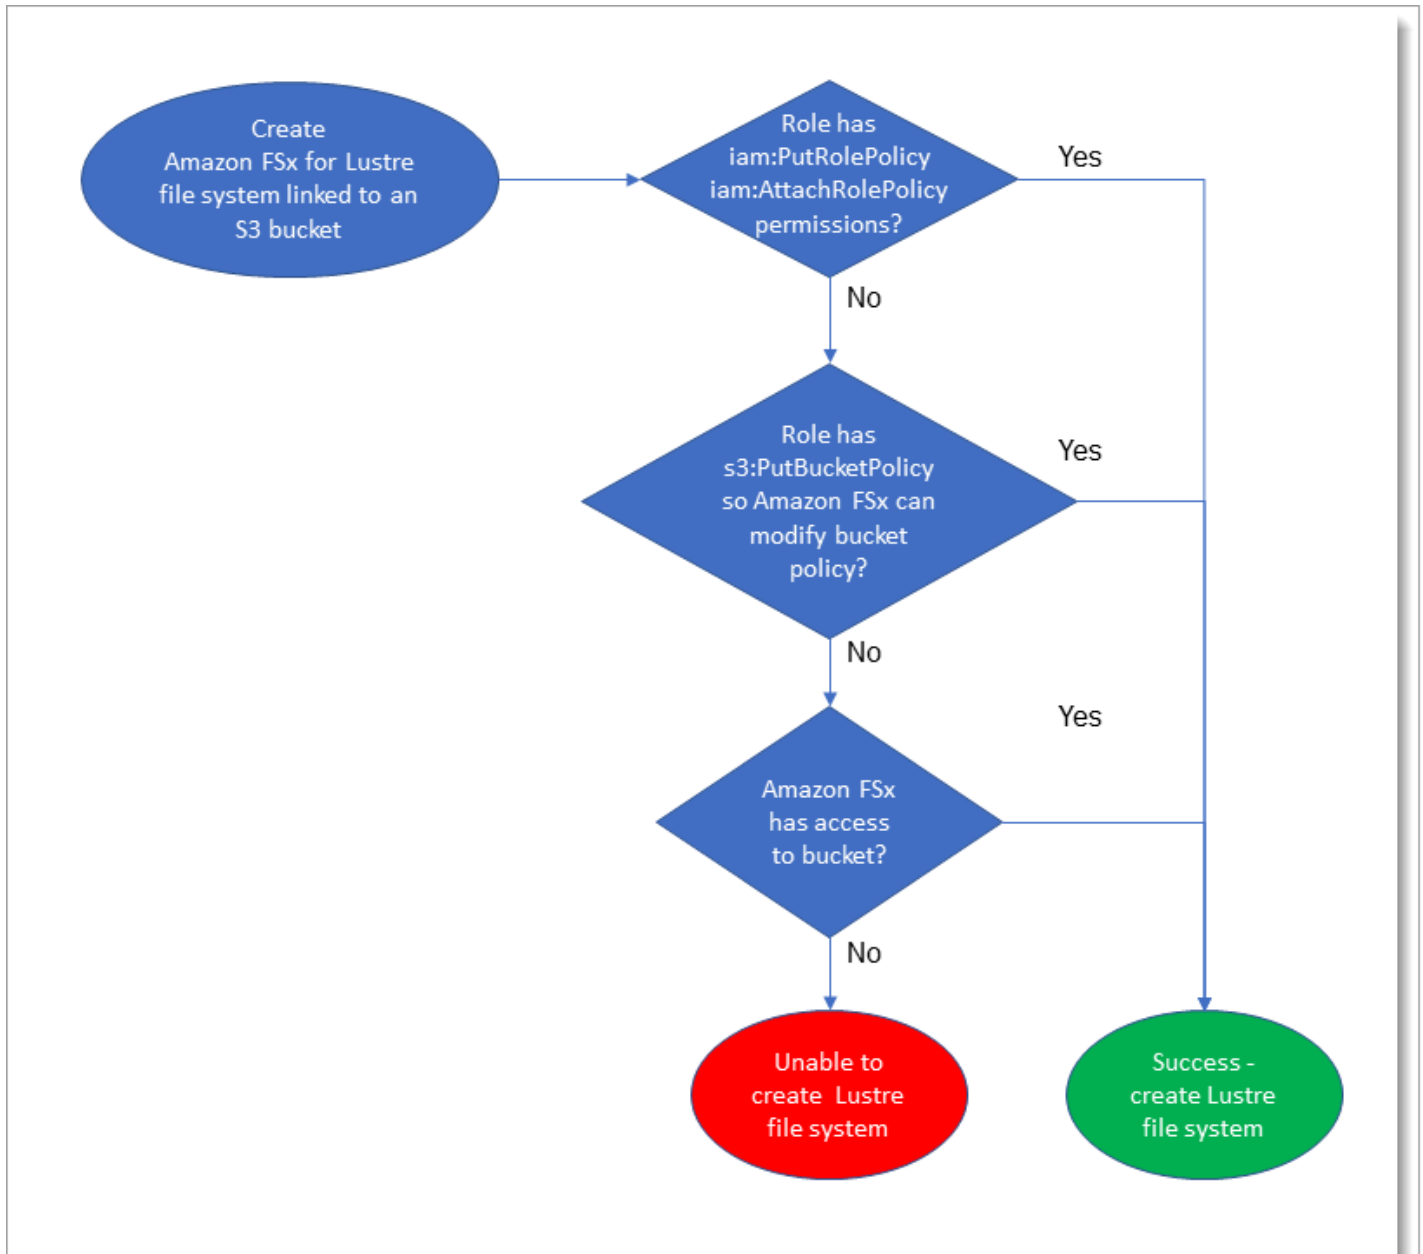 Create
Amazon FSx for Lustre
file system linked to an
S3 bucket
Role has
iam:PutRolePolicy
iam:AttachRolePolicy
permissions?
Yes
No
Role has
s3:PutBucketPolicy
so Amazon FSx can
modify bucket
policy?
Yes
No
Amazon FSx
has access
to bucket?
Yes
No
Unable to
create Lustre
file system
Success -
create Lustre
file system